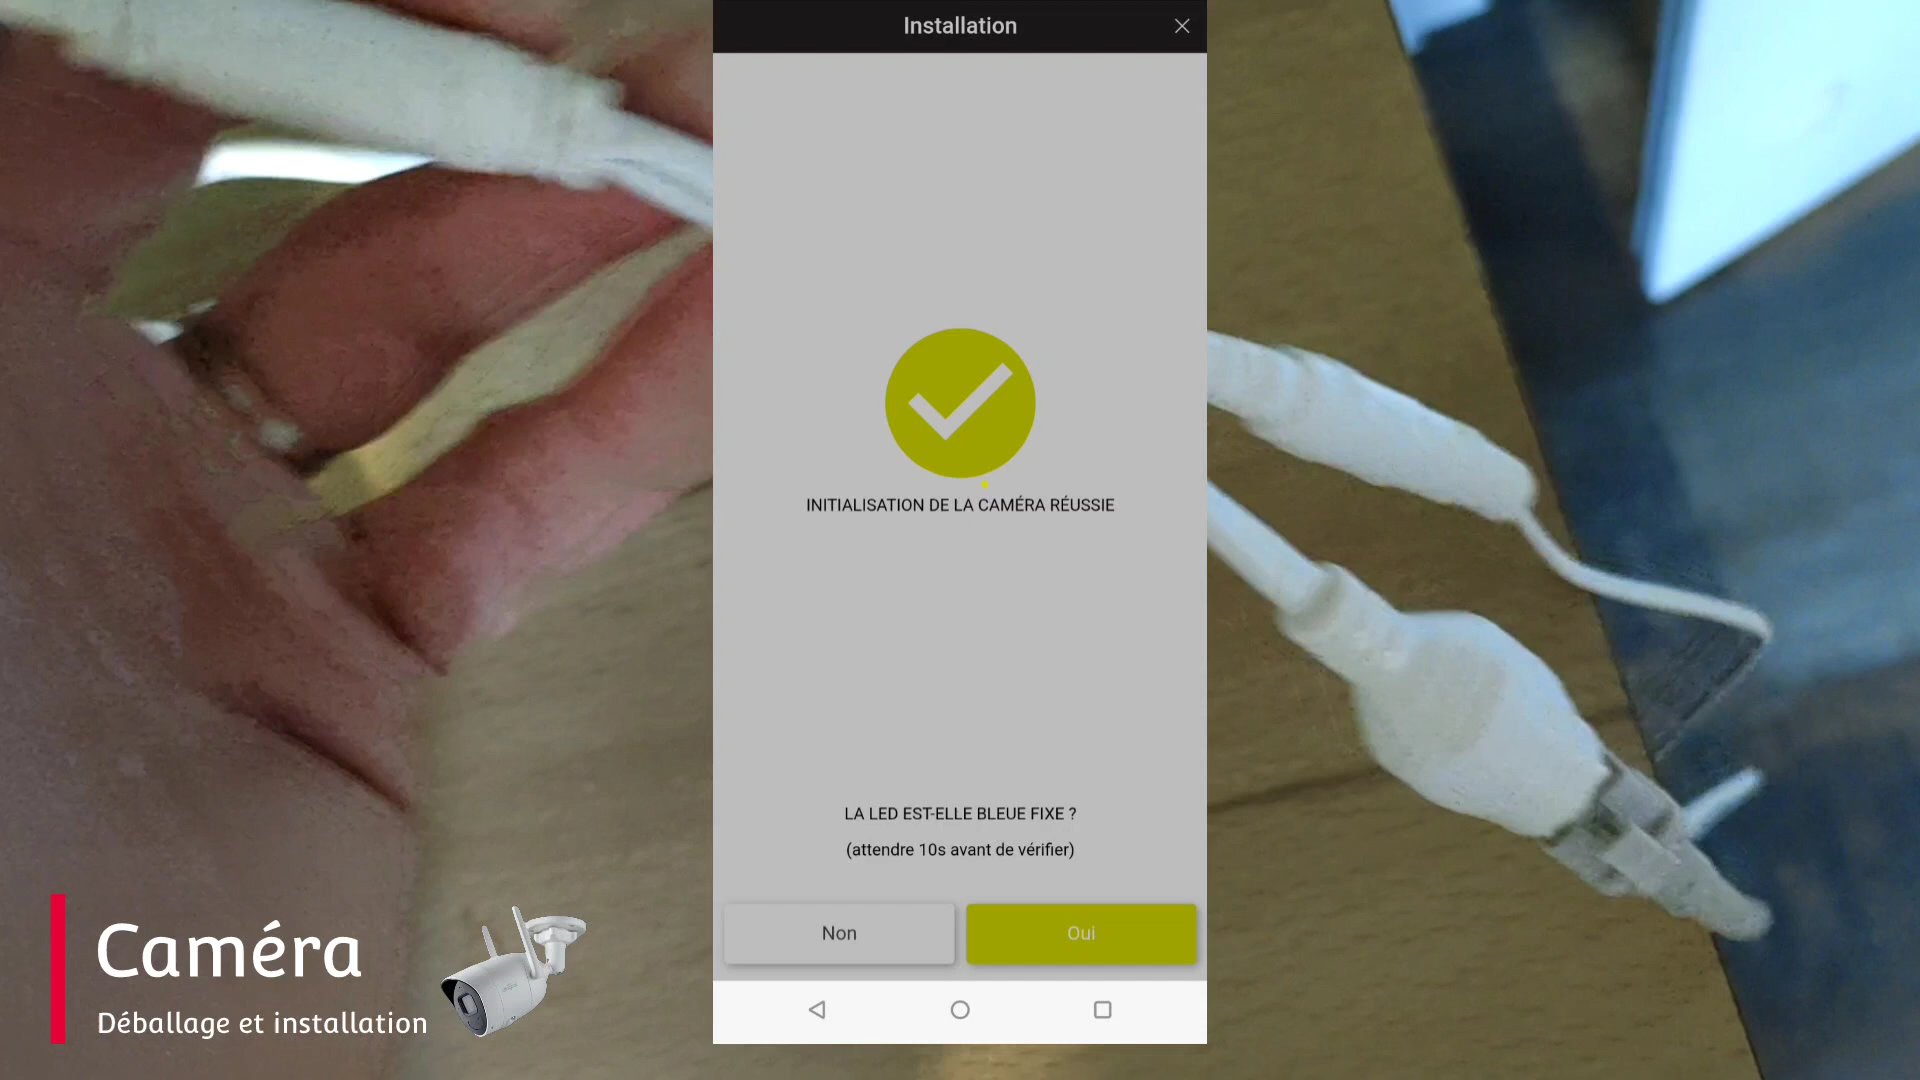 Installation
INITIALISATION DE LA CAMÉRA RÉUSSIE
LA LED EST-ELLE BLEUE FIXE ?
(attendre 10s avant de vérifier)
Non
Oui
Caméra
Déballage et installation